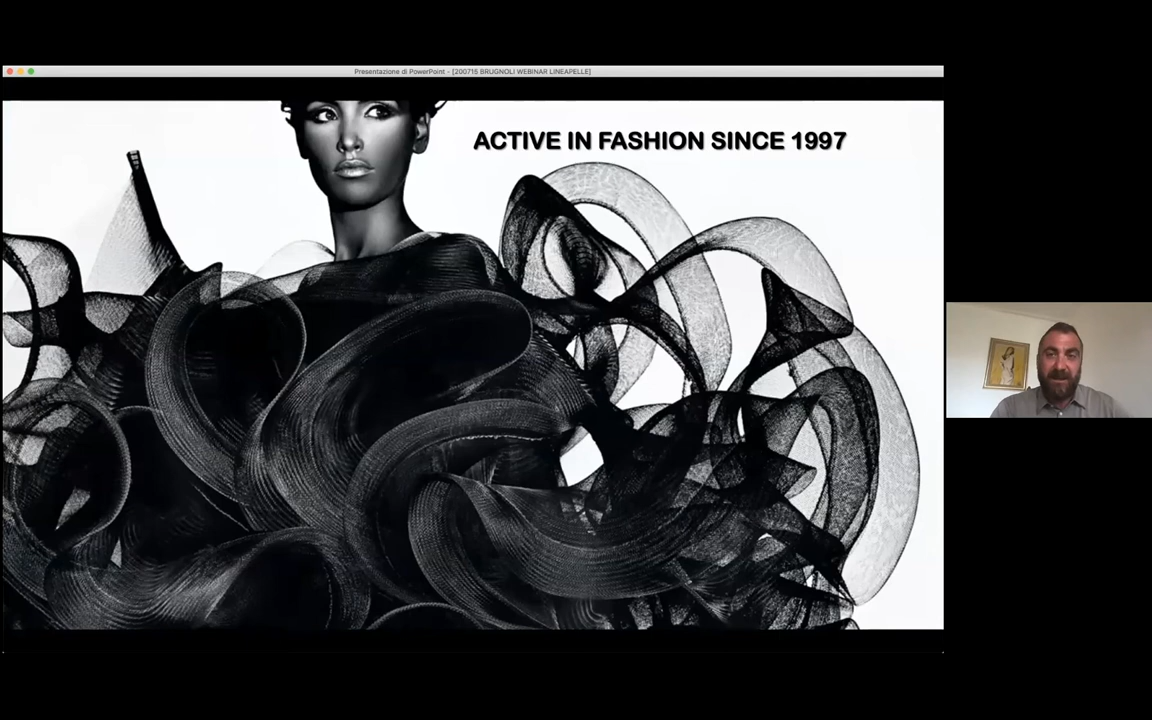 Presentazione di PowerPoint - [200715 BRUGNOLI WEBINAR LINEAPELLE]
ACTIVE IN FASHION SINCE 1997